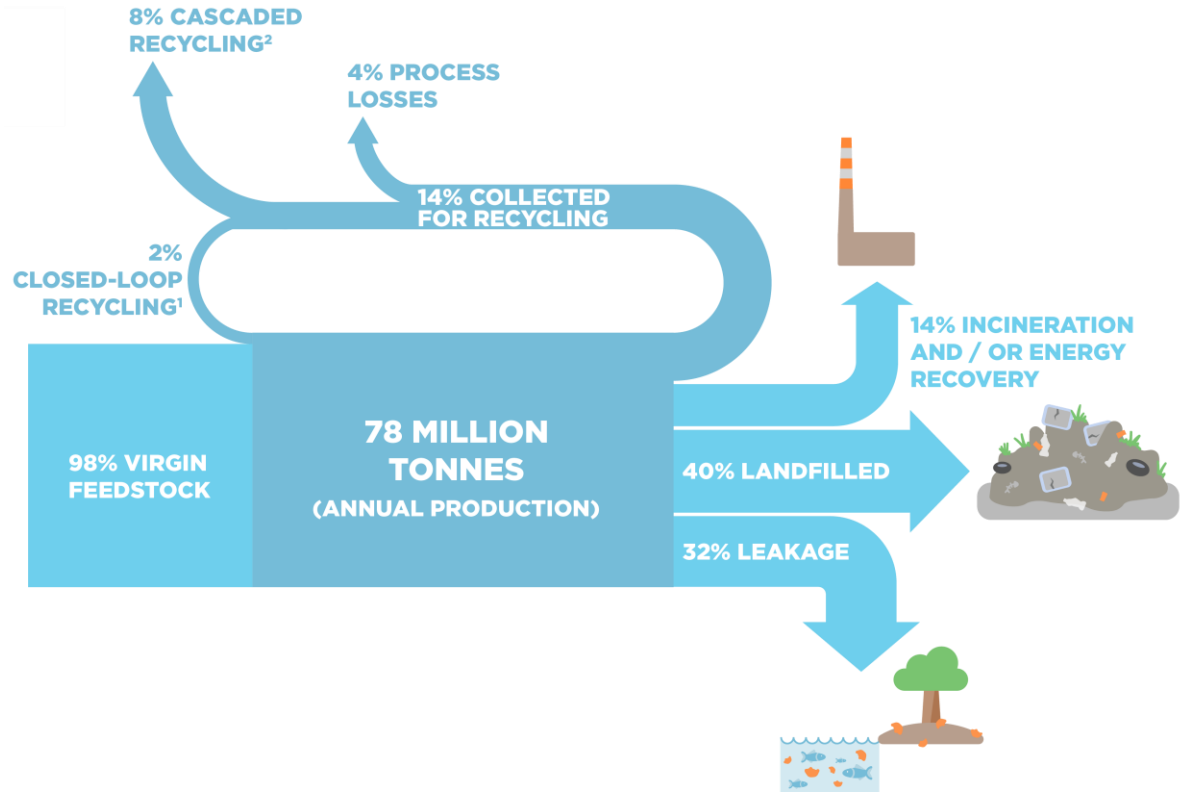 8% CASCADED
RECYCLING²
4% PROCESS
LOSSES
14% COLLECTED
FOR RECYCLING
2%
CLOSED-LOOP
RECYCLING¹
14% INCINERATION
AND / OR ENERGY
RECOVERY
98% VIRGIN
FEEDSTOCK
78 MILLION
TONNES
(ANNUAL PRODUCTION)
40% LANDFILLED
32% LEAKAGE